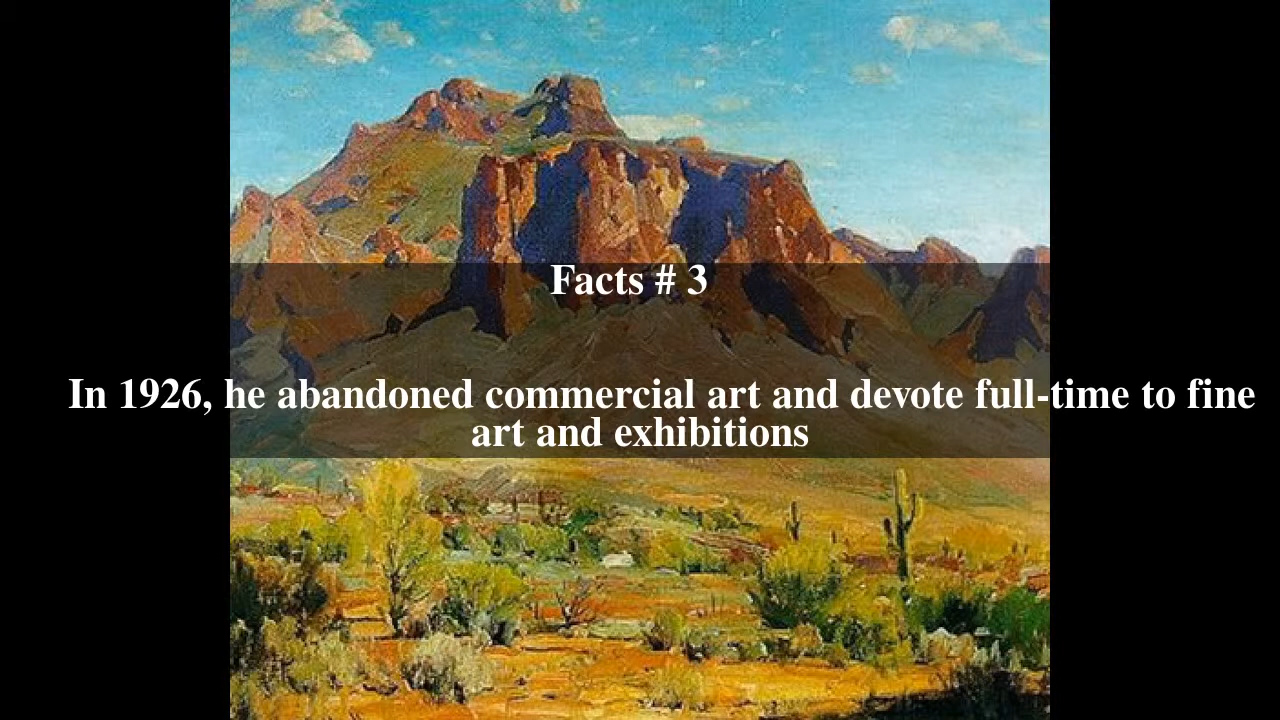 Facts # 3
In 1926, he abandoned commercial art and devote full-time to fine
art and exhibitions